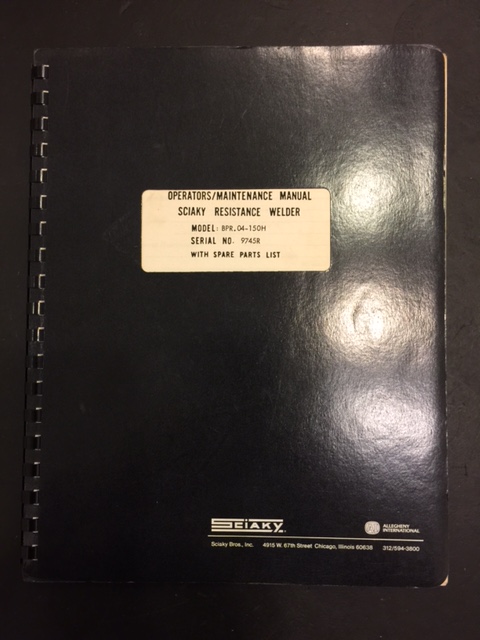 OPERATORS/MAINTENANCE MANUAL
SCIAKY RESISTANCE WELDER
MODEL: BPR.04-150H
SERIAL NO. 9745R
WITH SPARE PARTS LIST
SCIAKY
ALLEGHENY
INTERNATIONAL
Sciaky Bros., Inc. 4915 W. 67th Street Chicago, Illinois 60638 312/594-3800